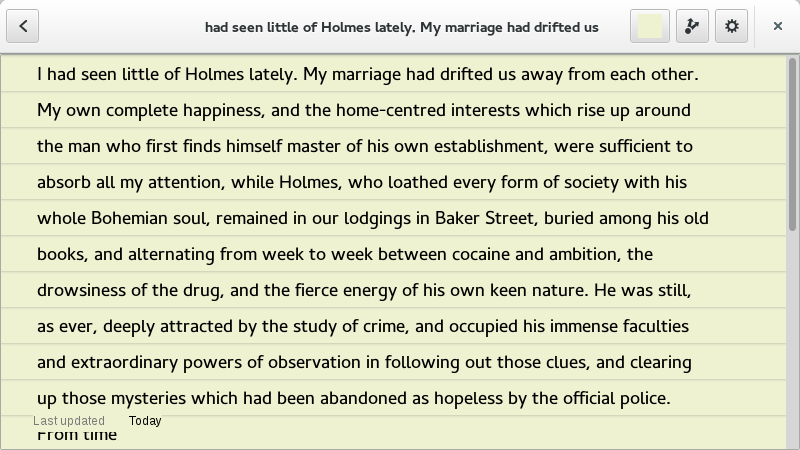 had seen little of Holmes lately. My marriage had drifted us
I had seen little of Holmes lately. My marriage had drifted us away from each other.
My own complete happiness, and the home-centred interests which rise up around
the man who first finds himself master of his own establishment, were sufficient to
absorb all my attention, while Holmes, who loathed every form of society with his
whole Bohemian soul, remained in our lodgings in Baker Street, buried among his old
books, and alternating from week to week between cocaine and ambition, the
drowsiness of the drug, and the fierce energy of his own keen nature. He was still,
as ever, deeply attracted by the study of crime, and occupied his immense faculties
and extraordinary powers of observation in following out those clues, and clearing
up those mysteries which had been abandoned as hopeless by the official police.
Last updated Today
From time